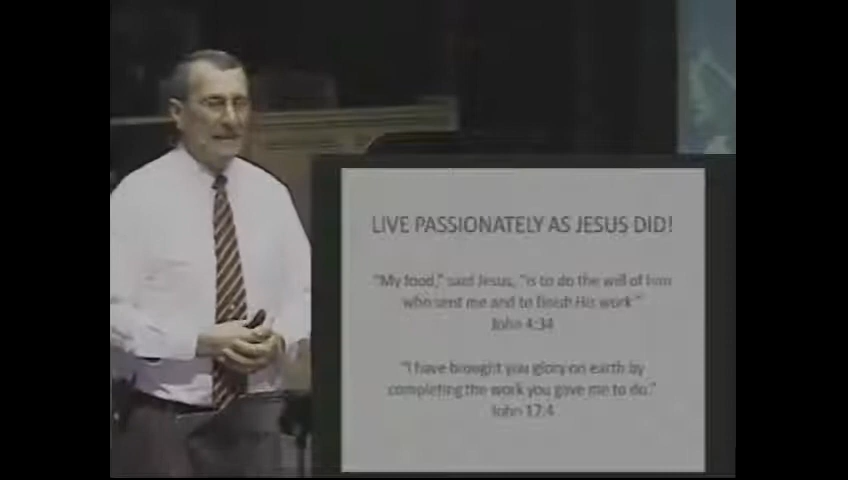 LIVE PASSIONATELY AS JESUS DID!
"My food," said Jesus, "is to do the will of him
who sent me and to finish His work."
John 4:34
"I have brought you glory on earth by
completing the work you gave me to do."
John 17:4